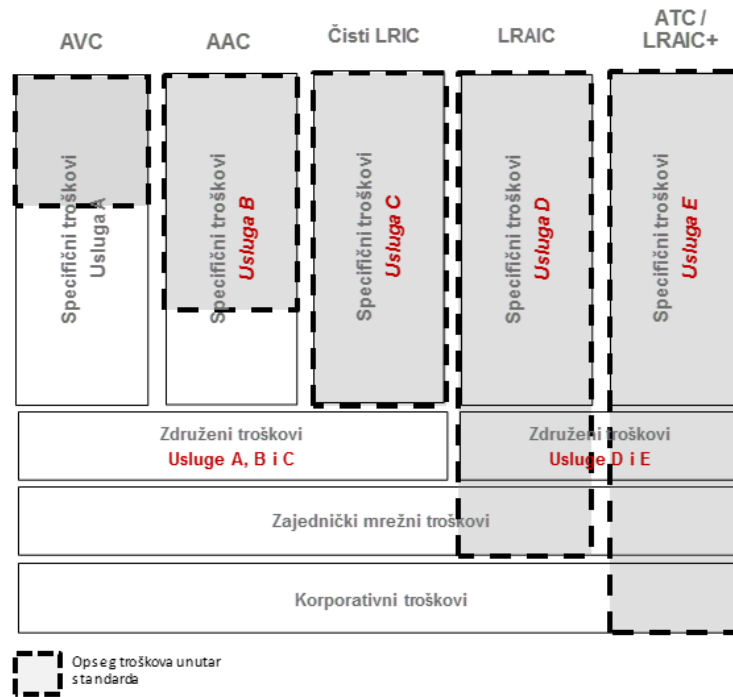 AVC
AAC
Čisti LRIC
LRAIC
ATC /
LRAIC+
Specifični troškovi
Usluga A
Specifični troškovi
Usluga B
Specifični troškovi
Usluga C
Specifični troškovi
Usluga D
Specifični troškovi
Usluga E
Združeni troškovi
Usluge A, B i C
Združeni troškovi
Usluge D i E
Zajednički mrežni troškovi
Korporativni troškovi
Opseg troškova unutar
standarda